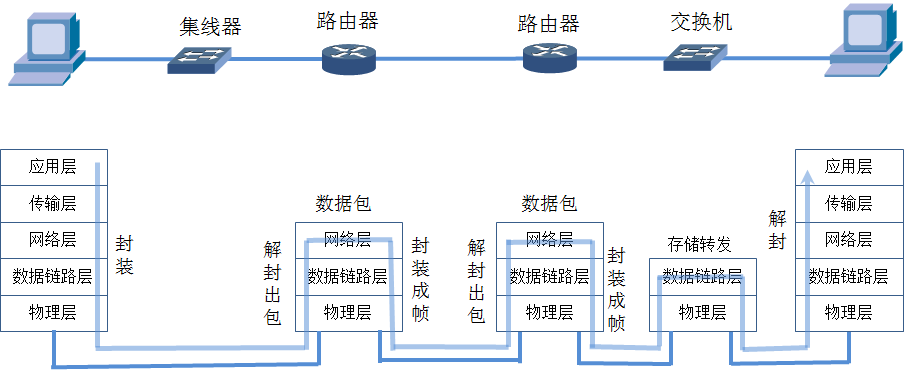 集线器
路由器
路由器
交换机
应用层
传输层
网络层
数据链路层
物理层
封装
数据包
解封出包
网络层
数据链路层
物理层
封装成帧
数据包
解封出包
网络层
数据链路层
物理层
封装成帧
存储转发
数据链路层
物理层
解封
应用层
传输层
网络层
数据链路层
物理层